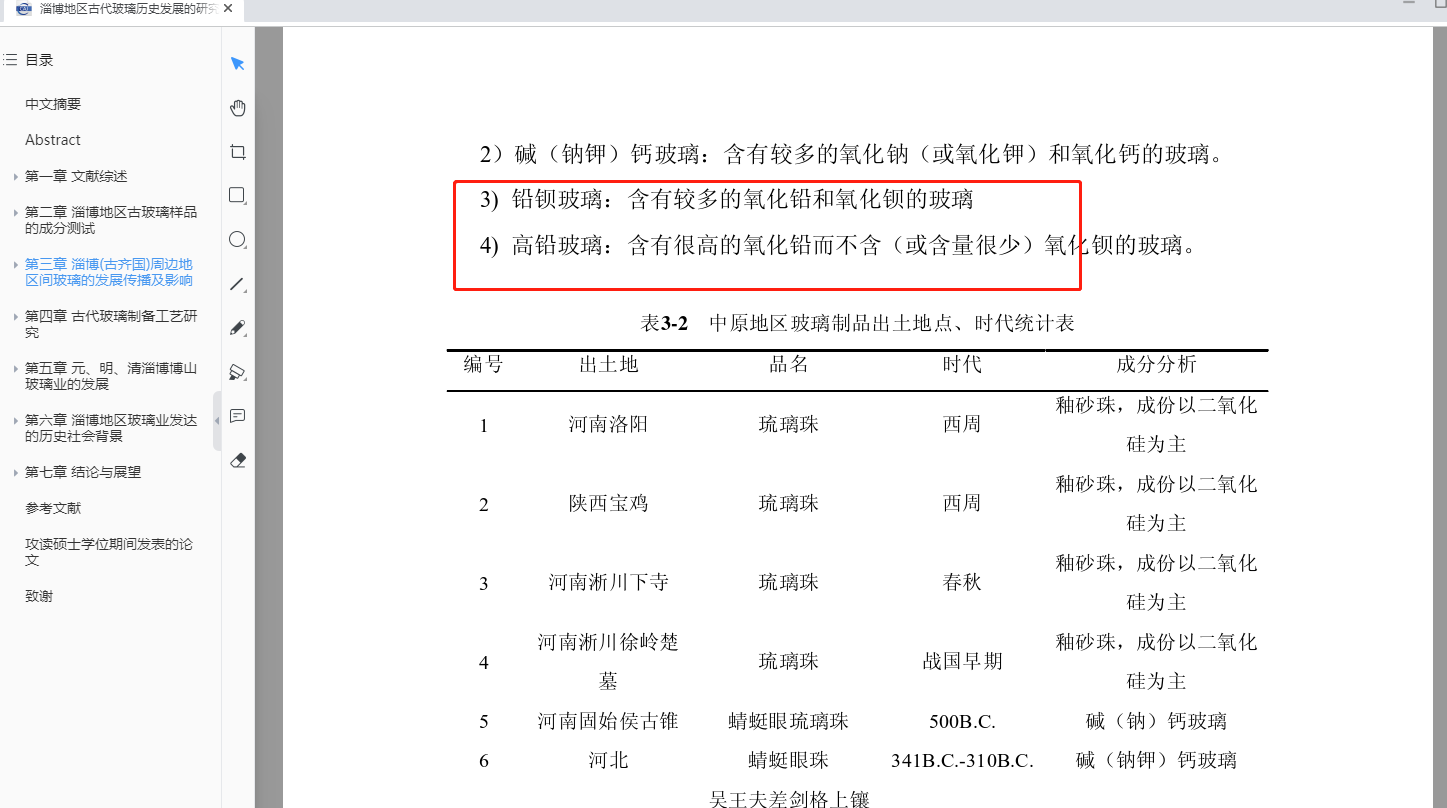 淄博地区古代玻璃历史发展的研究
目录
中文摘要
Abstract
第一章 文献综述
第二章 淄博地区古玻璃样品
的成分测试
第三章 淄博(古齐国)周边地
区间玻璃的发展传播及影响
第四章 古代玻璃制备工艺研
究
第五章 元、明、清淄博博山
玻璃业的发展
第六章 淄博地区玻璃业发达
的历史社会背景
第七章 结论与展望
参考文献
攻读硕士学位期间发表的论
文
致谢
2）碱（钠钾）钙玻璃：含有较多的氧化钠（或氧化钾）和氧化钙的玻璃。
3) 铅钡玻璃：含有较多的氧化铅和氧化钡的玻璃
4) 高铅玻璃：含有很高的氧化铅而不含（或含量很少）氧化钡的玻璃。
表3-2 中原地区玻璃制品出土地点、时代统计表
编号 出土地 品名 时代 成分分析
1 河南洛阳 琉璃珠 西周 釉砂珠，成份以二氧化
硅为主
2 陕西宝鸡 琉璃珠 西周 釉砂珠，成份以二氧化
硅为主
3 河南淅川下寺 琉璃珠 春秋 釉砂珠，成份以二氧化
硅为主
4 河南淅川徐岭楚 琉璃珠 战国早期 釉砂珠，成份以二氧化
墓 硅为主
5 河南固始侯古锥 蜻蜓眼琉璃珠 500B.C. 碱（钠）钙玻璃
6 河北 蜻蜓眼珠 341B.C.-310B.C. 碱（钠钾）钙玻璃
吴王夫差剑格上镶